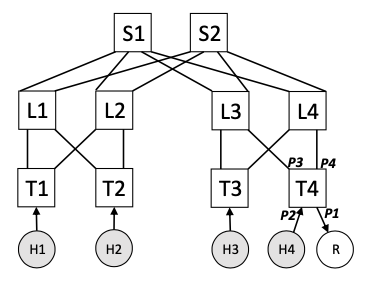 S1 S2
L1 L2 L3 L4
P3 P4
T1 T2 T3 T4
P2 P1
H1 H2 H3 H4 R